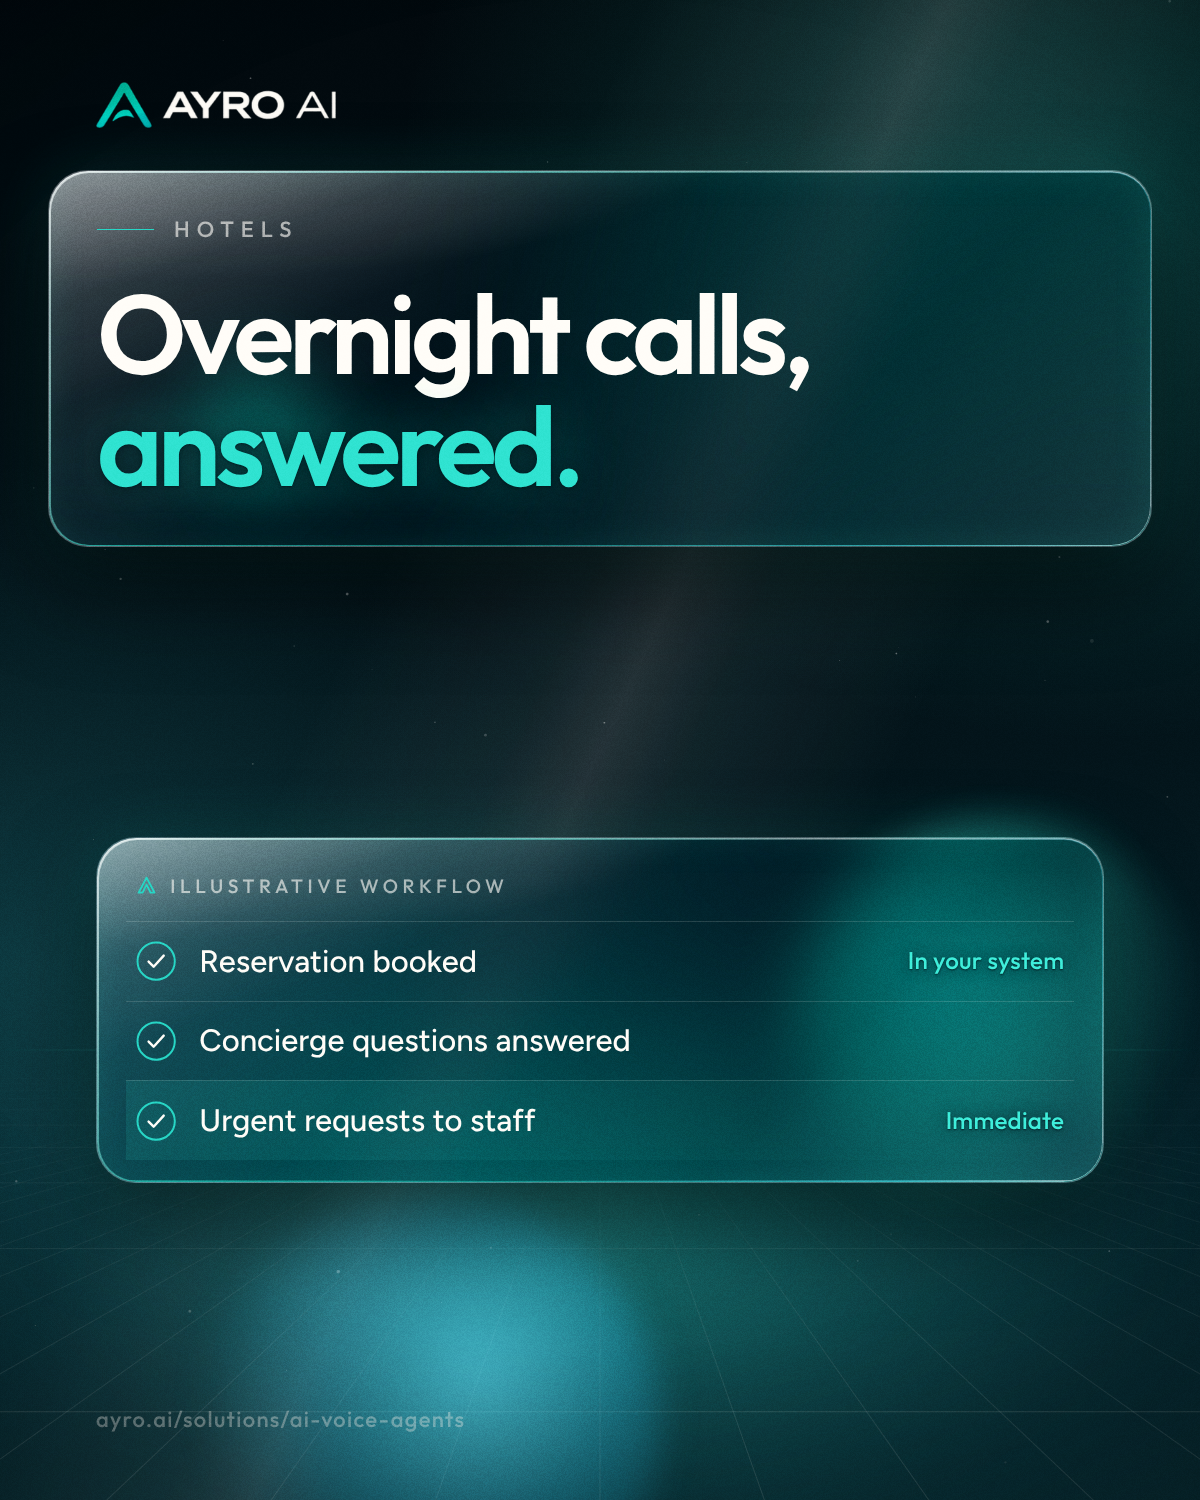 AYRO AI
HOTELS
Overnight calls,
answered.
ILLUSTRATIVE WORKFLOW
Reservation booked In your system
Concierge questions answered
Urgent requests to staff Immediate
ayro.ai/solutions/ai-voice-agents